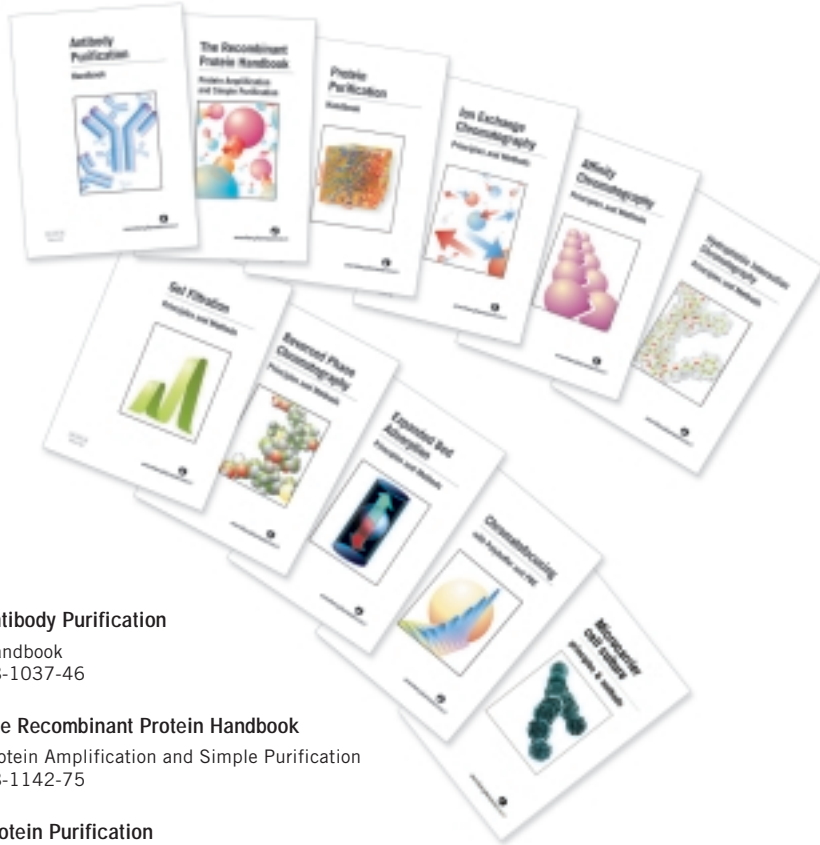 Antibody
Purification
Handbook
The Recombinant
Protein Handbook
Protein Amplification
and Simple Purification
Protein
Purification
Handbook
Ion Exchange
Chromatography
Principles and Methods
Affinity
Chromatography
Principles and Methods
Hydrophobic Interaction
Chromatography
Principles and Methods
Gel Filtration
Principles and Methods
Reversed Phase
Chromatography
Principles and Methods
Expanded Bed
Adsorption
Principles and Methods
Chromatofocusing
with Polybuffer and PBE
Microcarrier
cell culture
principles & methods
ntibody Purification
andbook
-1037-46
e Recombinant Protein Handbook
otein Amplification and Simple Purification
-1142-75
otein Purification